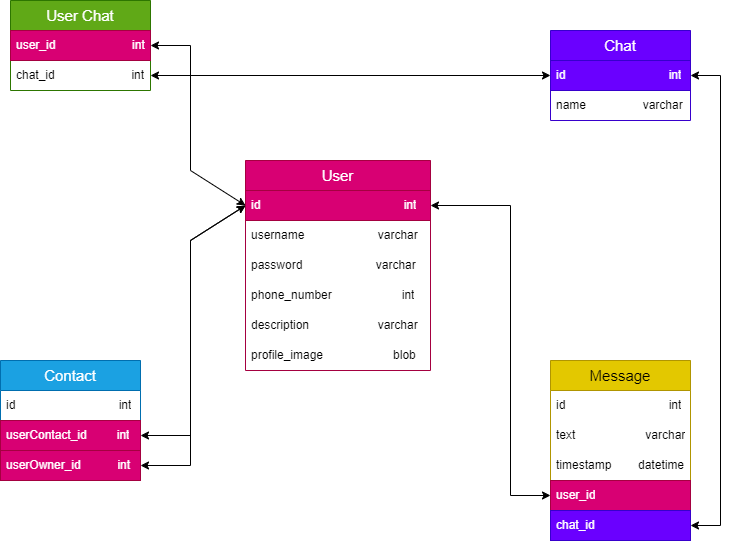 User Chat
user_id int
chat_id int
Chat
id int
name varchar
User
id int
username varchar
password varchar
phone_number int
description varchar
profile_image blob
Contact
id int
userContact_id int
userOwner_id int
Message
id int
text varchar
timestamp datetime
user_id
chat_id